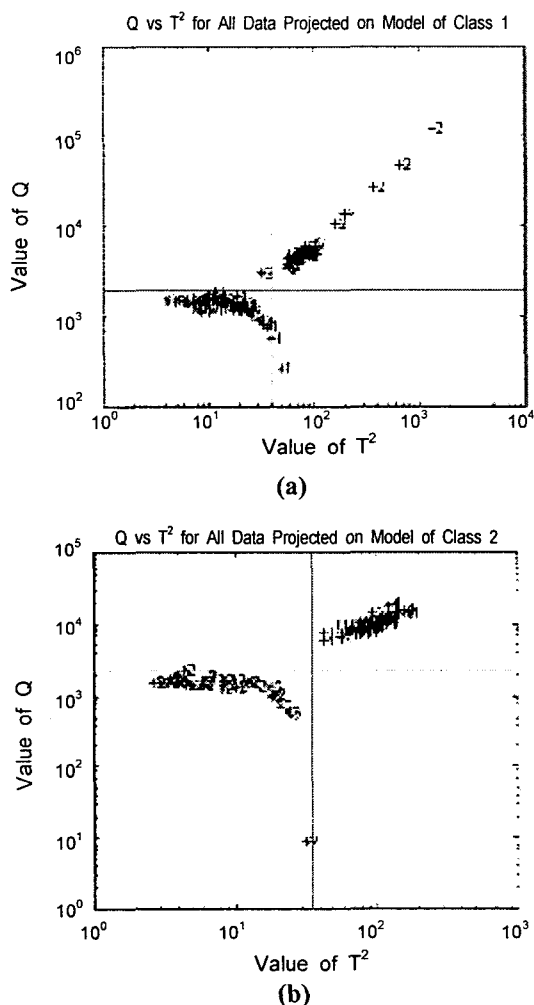 Q vs T² for All Data Projected on Model of Class 1
10⁶
10⁵
10⁴
10³
10²
Value of Q
10⁰ 10¹ 10² 10³ 10⁴
Value of T²
(a)
Q vs T² for All Data Projected on Model of Class 2
10⁵
10⁴
10³
10²
10¹
10⁰
Value of Q
10⁰ 10¹ 10² 10³
Value of T²
(b)